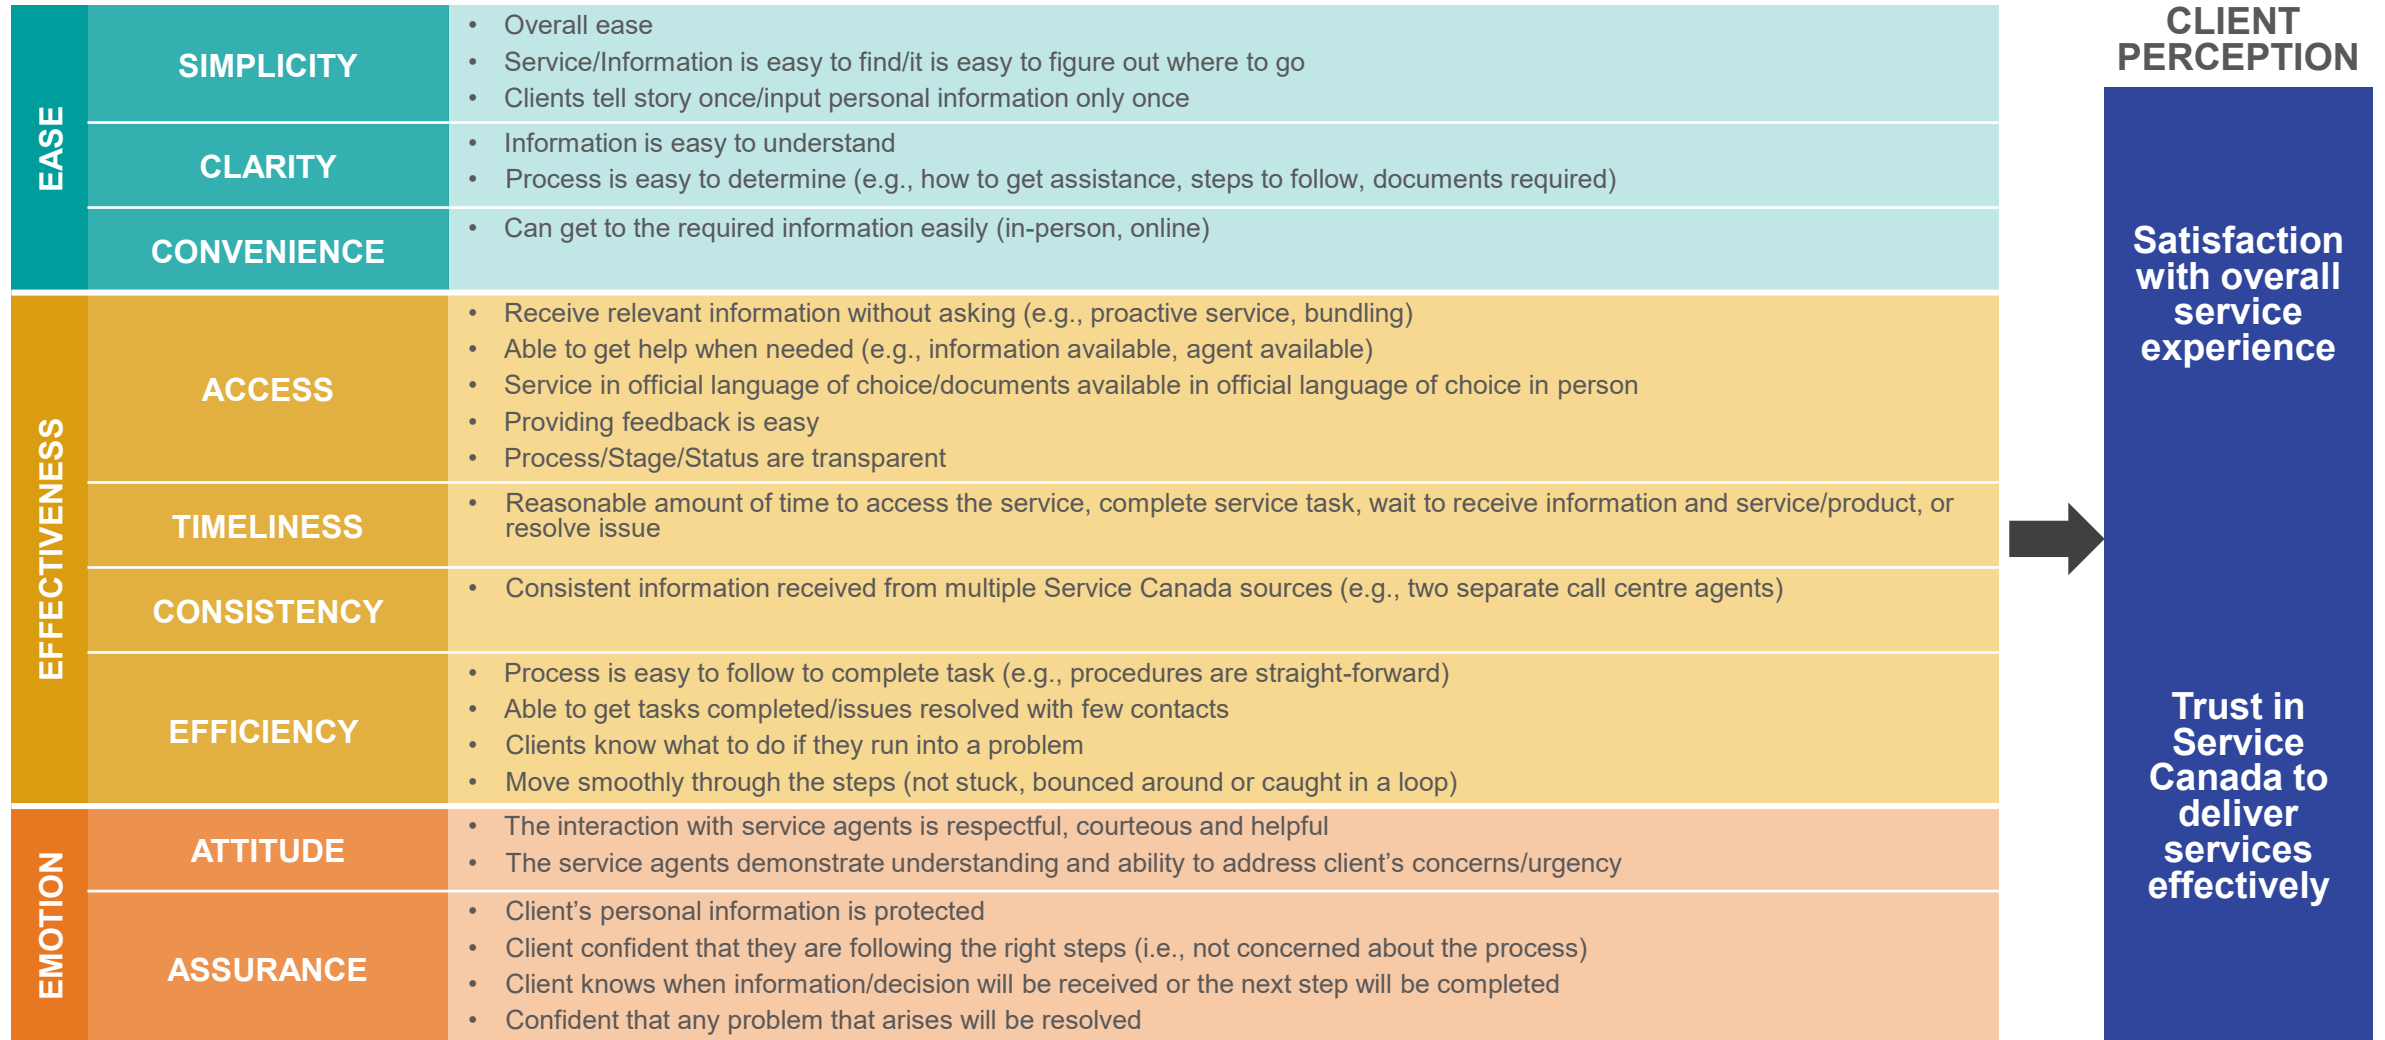 EASE
SIMPLICITY
• Overall ease
• Service/Information is easy to find/it is easy to figure out where to go
• Clients tell story once/input personal information only once
CLARITY
• Information is easy to understand
• Process is easy to determine (e.g., how to get assistance, steps to follow, documents required)
CONVENIENCE
• Can get to the required information easily (in-person, online)
EFFECTIVENESS
ACCESS
• Receive relevant information without asking (e.g., proactive service, bundling)
• Able to get help when needed (e.g., information available, agent available)
• Service in official language of choice/documents available in official language of choice in person
• Providing feedback is easy
• Process/Stage/Status are transparent
TIMELINESS
• Reasonable amount of time to access the service, complete service task, wait to receive information and service/product, or
resolve issue
CONSISTENCY
• Consistent information received from multiple Service Canada sources (e.g., two separate call centre agents)
EFFICIENCY
• Process is easy to follow to complete task (e.g., procedures are straight-forward)
• Able to get tasks completed/issues resolved with few contacts
• Clients know what to do if they run into a problem
• Move smoothly through the steps (not stuck, bounced around or caught in a loop)
EMOTION
ATTITUDE
• The interaction with service agents is respectful, courteous and helpful
• The service agents demonstrate understanding and ability to address client’s concerns/urgency
ASSURANCE
• Client’s personal information is protected
• Client confident that they are following the right steps (i.e., not concerned about the process)
• Client knows when information/decision will be received or the next step will be completed
• Confident that any problem that arises will be resolved
CLIENT
PERCEPTION
Satisfaction
with overall
service
experience
Trust in
Service
Canada to
deliver
services
effectively